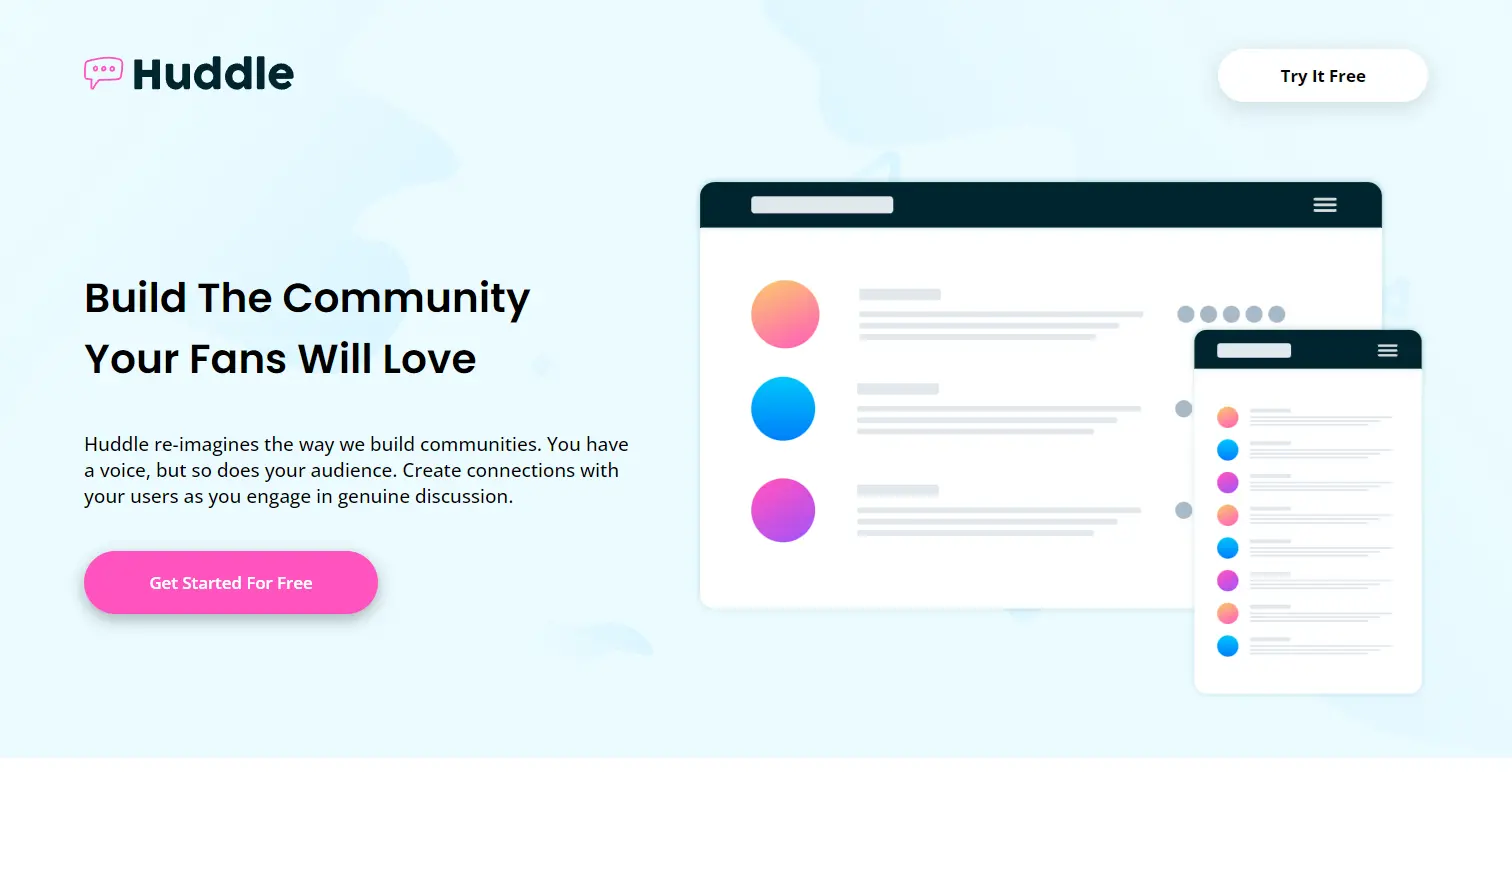 Huddle
Try It Free
Build The Community
Your Fans Will Love
Huddle re-imagines the way we build communities. You have
a voice, but so does your audience. Create connections with
your users as you engage in genuine discussion.
Get Started For Free